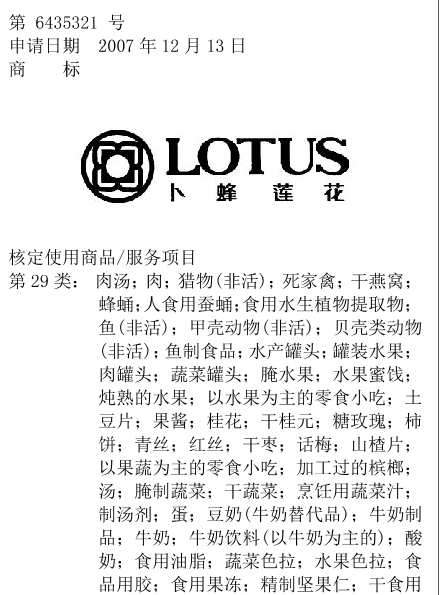 第 6435321 号
申请日期 2007 年 12 月 13 日
商 标
LOTUS
卜蜂莲花
核定使用商品/服务项目
第 29 类： 肉汤；肉；猎物(非活)；死家禽；干燕窝；
蜂蛹；人食用蚕蛹；食用水生植物提取物；
鱼(非活)；甲壳动物(非活)；贝壳类动物
(非活)；鱼制食品；水产罐头；罐装水果；
肉罐头；蔬菜罐头；腌水果；水果蜜饯；
炖熟的水果；以水果为主的零食小吃；土
豆片；果酱；桂花；干桂元；糖玫瑰；柿
饼；青丝；红丝；干枣；话梅；山楂片；
以果蔬为主的零食小吃；加工过的槟榔；
汤；腌制蔬菜；干蔬菜；烹饪用蔬菜汁；
制汤剂；蛋；豆奶(牛奶替代品)；牛奶制
品；牛奶；牛奶饮料(以牛奶为主的)；酸
奶；食用油脂；蔬菜色拉；水果色拉；食
品用胶；食用果冻；精制坚果仁；干食用